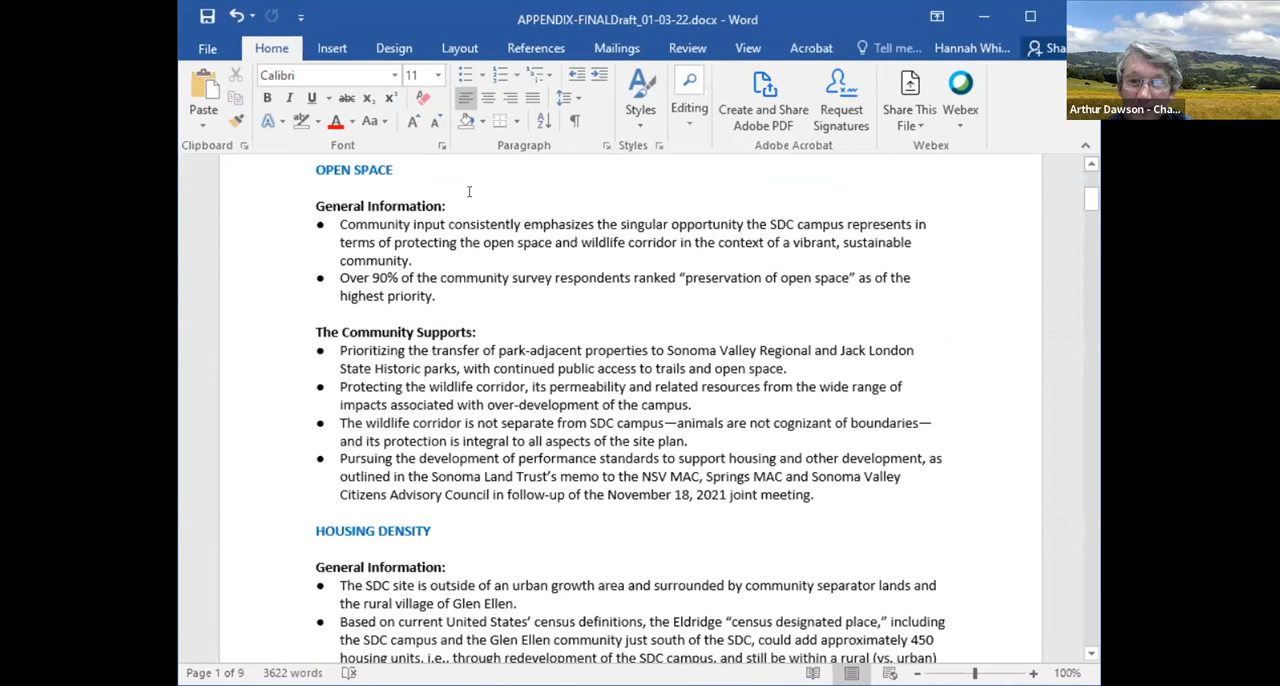 APPENDIX-FINALDraft_01-03-22.docx - Word
File
Home
Insert
Design
Layout
References
Mailings
Review
View
Acrobat
Tell me...
Hannah Whi...
Sha
Arthur Dawson - Cha...
Paste
Calibri
11
Styles
Editing
Create and Share
Adobe PDF
Request
Signatures
Share This
File
Webex
Clipboard
Font
Paragraph
Styles
Adobe Acrobat
Webex
OPEN SPACE
General Information:
● Community input consistently emphasizes the singular opportunity the SDC campus represents in
terms of protecting the open space and wildlife corridor in the context of a vibrant, sustainable
community.
● Over 90% of the community survey respondents ranked “preservation of open space” as of the
highest priority.
The Community Supports:
● Prioritizing the transfer of park-adjacent properties to Sonoma Valley Regional and Jack London
State Historic parks, with continued public access to trails and open space.
● Protecting the wildlife corridor, its permeability and related resources from the wide range of
impacts associated with over-development of the campus.
● The wildlife corridor is not separate from SDC campus—animals are not cognizant of boundaries—
and its protection is integral to all aspects of the site plan.
● Pursuing the development of performance standards to support housing and other development, as
outlined in the Sonoma Land Trust’s memo to the NSV MAC, Springs MAC and Sonoma Valley
Citizens Advisory Council in follow-up of the November 18, 2021 joint meeting.
HOUSING DENSITY
General Information:
● The SDC site is outside of an urban growth area and surrounded by community separator lands and
the rural village of Glen Ellen.
● Based on current United States’ census definitions, the Eldridge “census designated place,” including
the SDC campus and the Glen Ellen community just south of the SDC, could add approximately 450
housing units, i.e., through redevelopment of the SDC campus, and still be within a rural (vs. urban)
Page 1 of 9
3622 words
100%